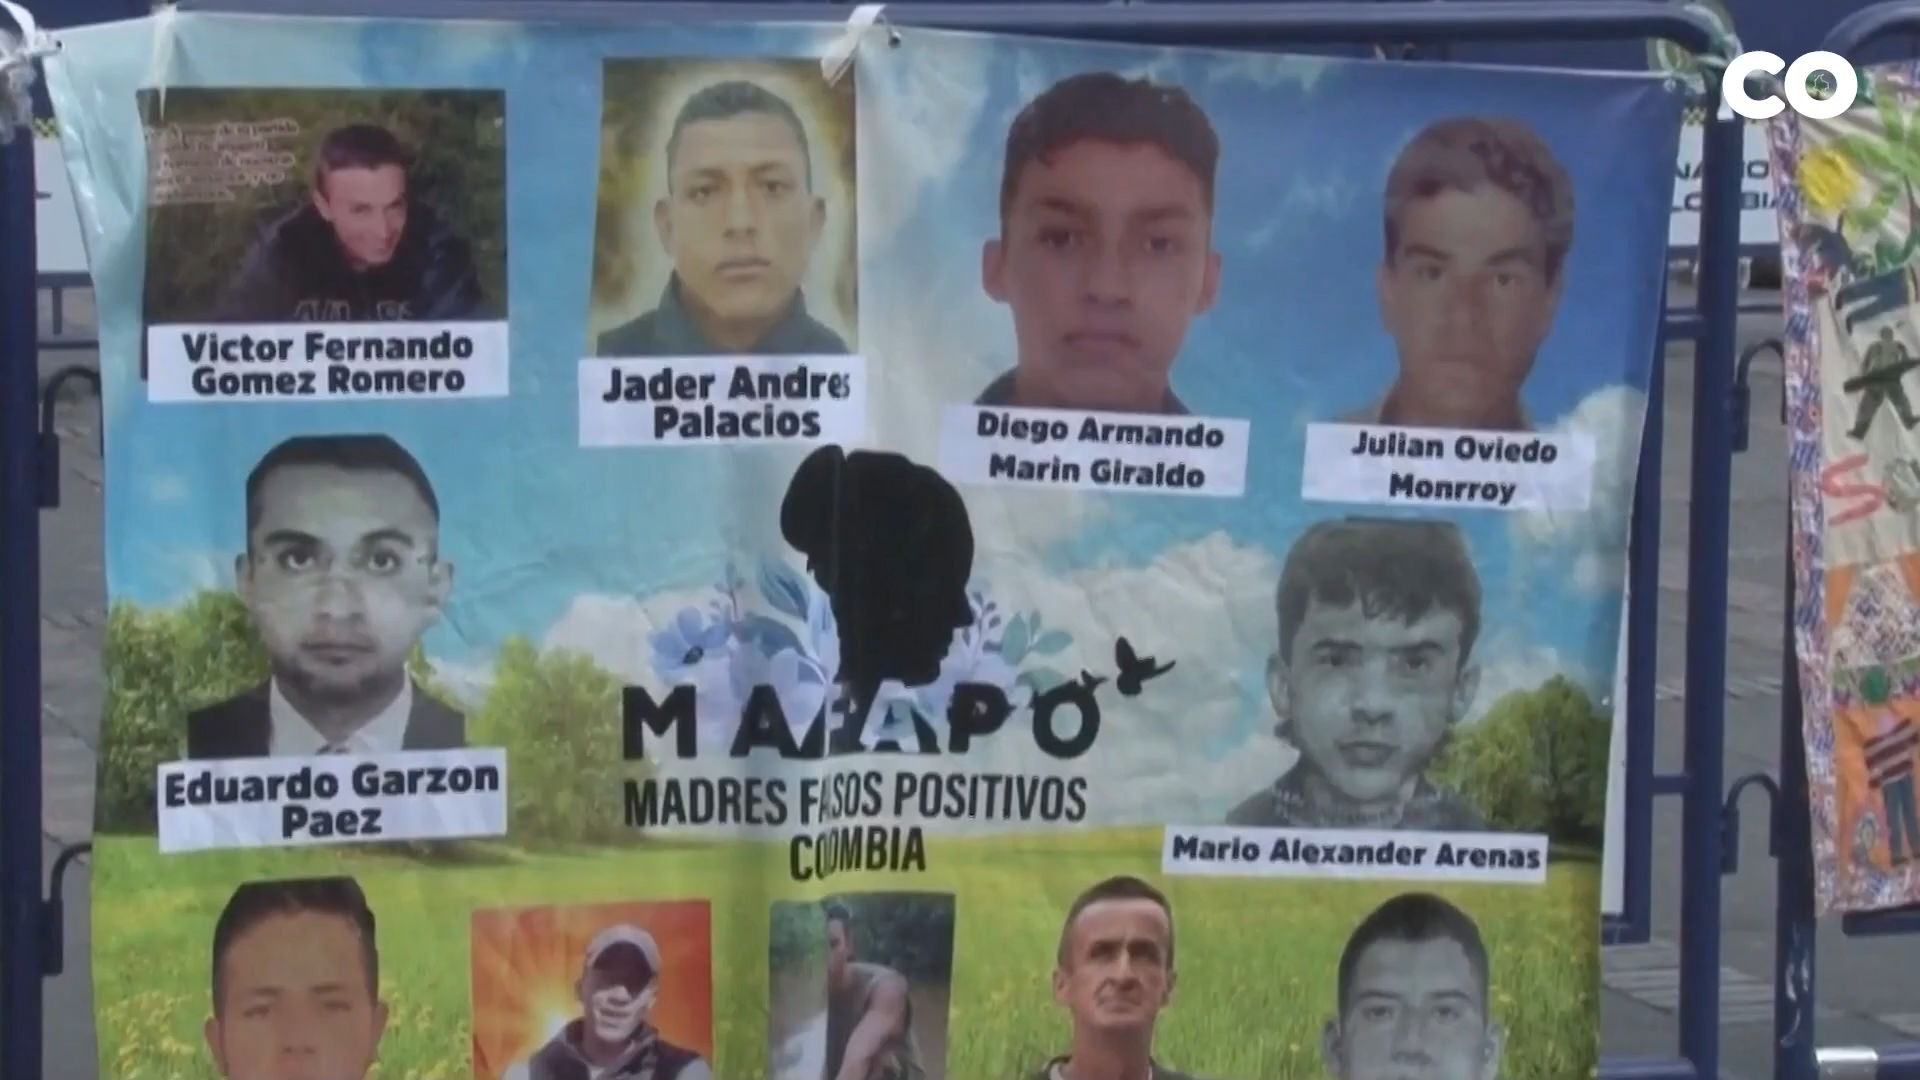 CO
Victor Fernando
Gomez Romero
Jader Andres
Palacios
Diego Armando
Marin Giraldo
Julian Oviedo
Monrroy
Eduardo Garzon
Paez
MAFAPO
MADRES FALSOS POSITIVOS
COLOMBIA
Mario Alexander Arenas